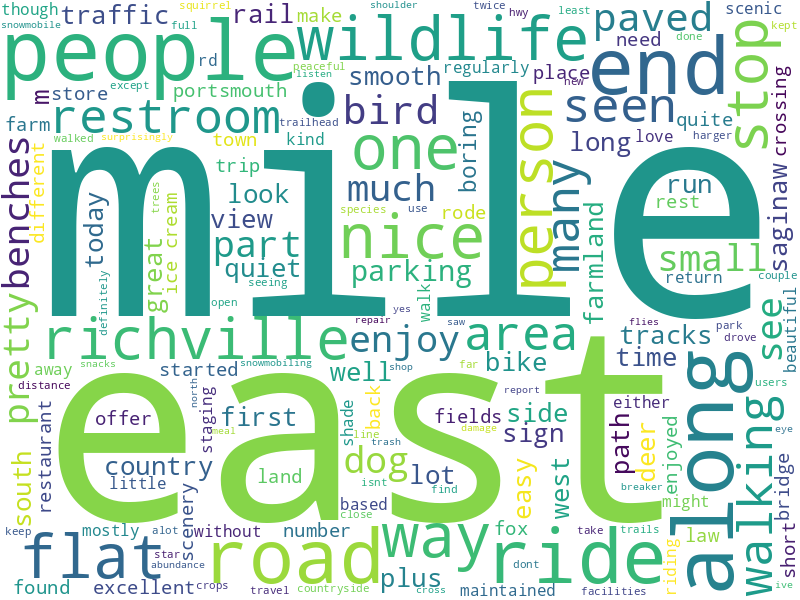 though
snowmobile
traffic
squirrel
full
rail
shoulder
make
twice
hwy
least
paved
scenic
done
kept
people
wildlife
end
stop
rd
except
peaceful
listen
regularly
need
place
new
m
store
portsmouth
smooth
seen
quite
love
harger
crossing
farm
restroom
trailhead
bird
person
walked
surprisingly
town
kind
one
boring
long
benches
different
trip
look
much
many
run
rest
saginaw
mile
today
great
ice cream
trees
view
species
use
rode
nice
part
quiet
seeing
parking
farmland
small
return
couple
definitely
open
walk
yes
repair
saw
flies
park
drove
beautiful
pretty
richville
enjoy
area
tracks
see
away
started
snacks
snowmobiling
shop
well
far
bike
time
along
users
distance
north
report
either
offer
staging
first
meal
shade
back
line
fields
side
sign
path
deer
enjoyed
eye
restaurant
trash
damage
east
south
country
little
scenery
land
dog
isnt
based
lot
find
easy
west
breaker
trails
might
walking
bridge
close
keep
mostly
alot
without
number
way
fox
take
law
short
flat
star
abundance
road
ride
dont
riding
found
excellent
crops
travel
countryside
plus
cross
maintained
facilities
ive